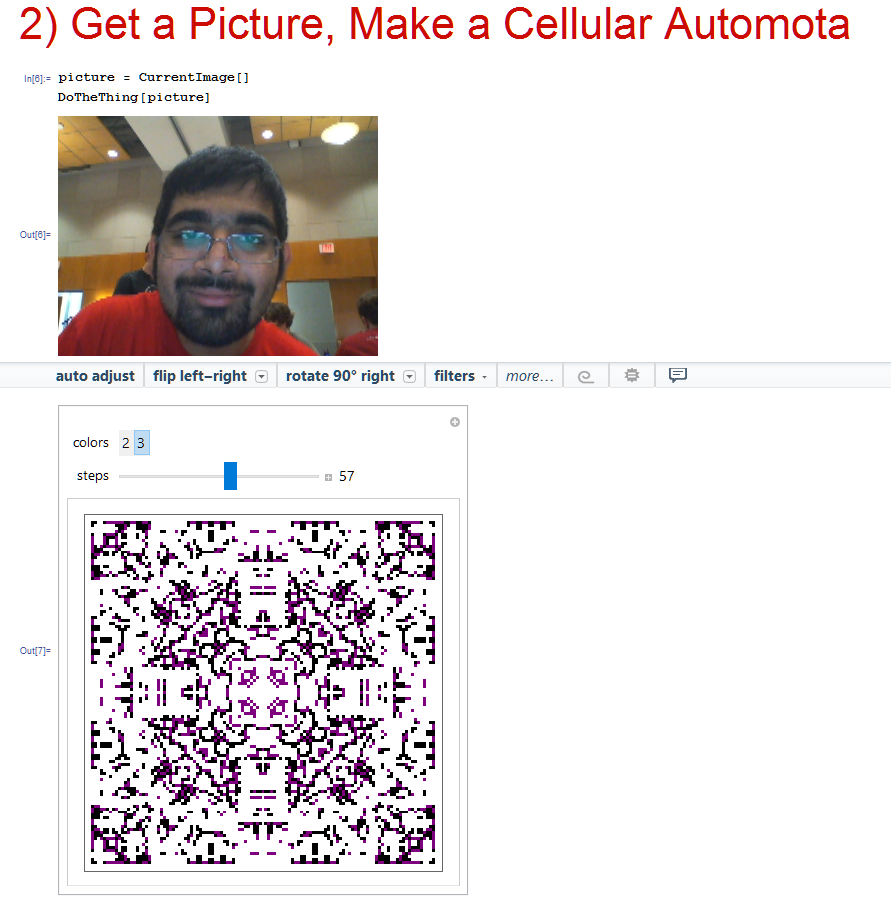 2) Get a Picture, Make a Cellular Automota
In[6]:= picture = CurrentImage[]
DoTheThing[picture]
Out[6]=
auto adjust flip left–right rotate 90° right filters more...
colors 2 3
steps 57
Out[7]=